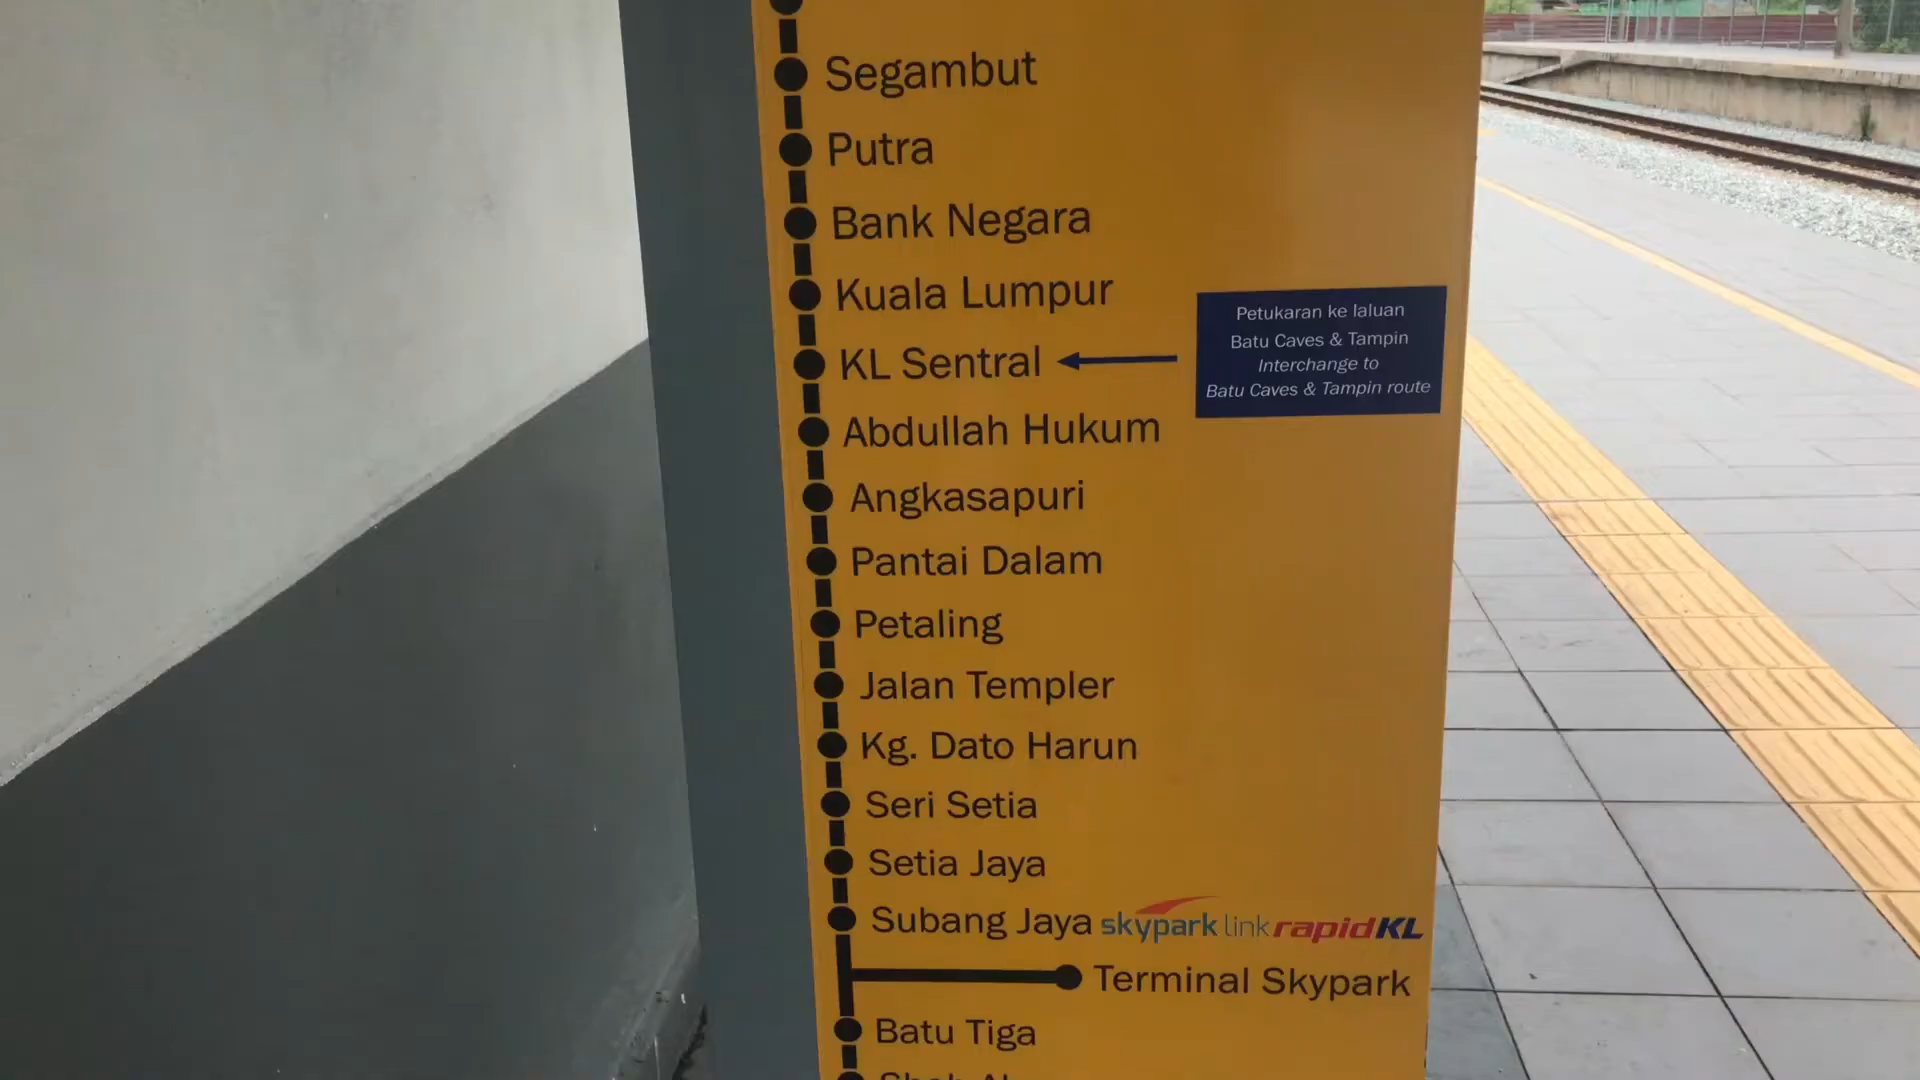 Segambut
Putra
Bank Negara
Kuala Lumpur
KL Sentral
Petukaran ke laluan
Batu Caves & Tampin
Interchange to
Batu Caves & Tampin route
Abdullah Hukum
Angkasapuri
Pantai Dalam
Petaling
Jalan Templer
Kg. Dato Harun
Seri Setia
Setia Jaya
Subang Jaya skypark link rapidKL
Terminal Skypark
Batu Tiga